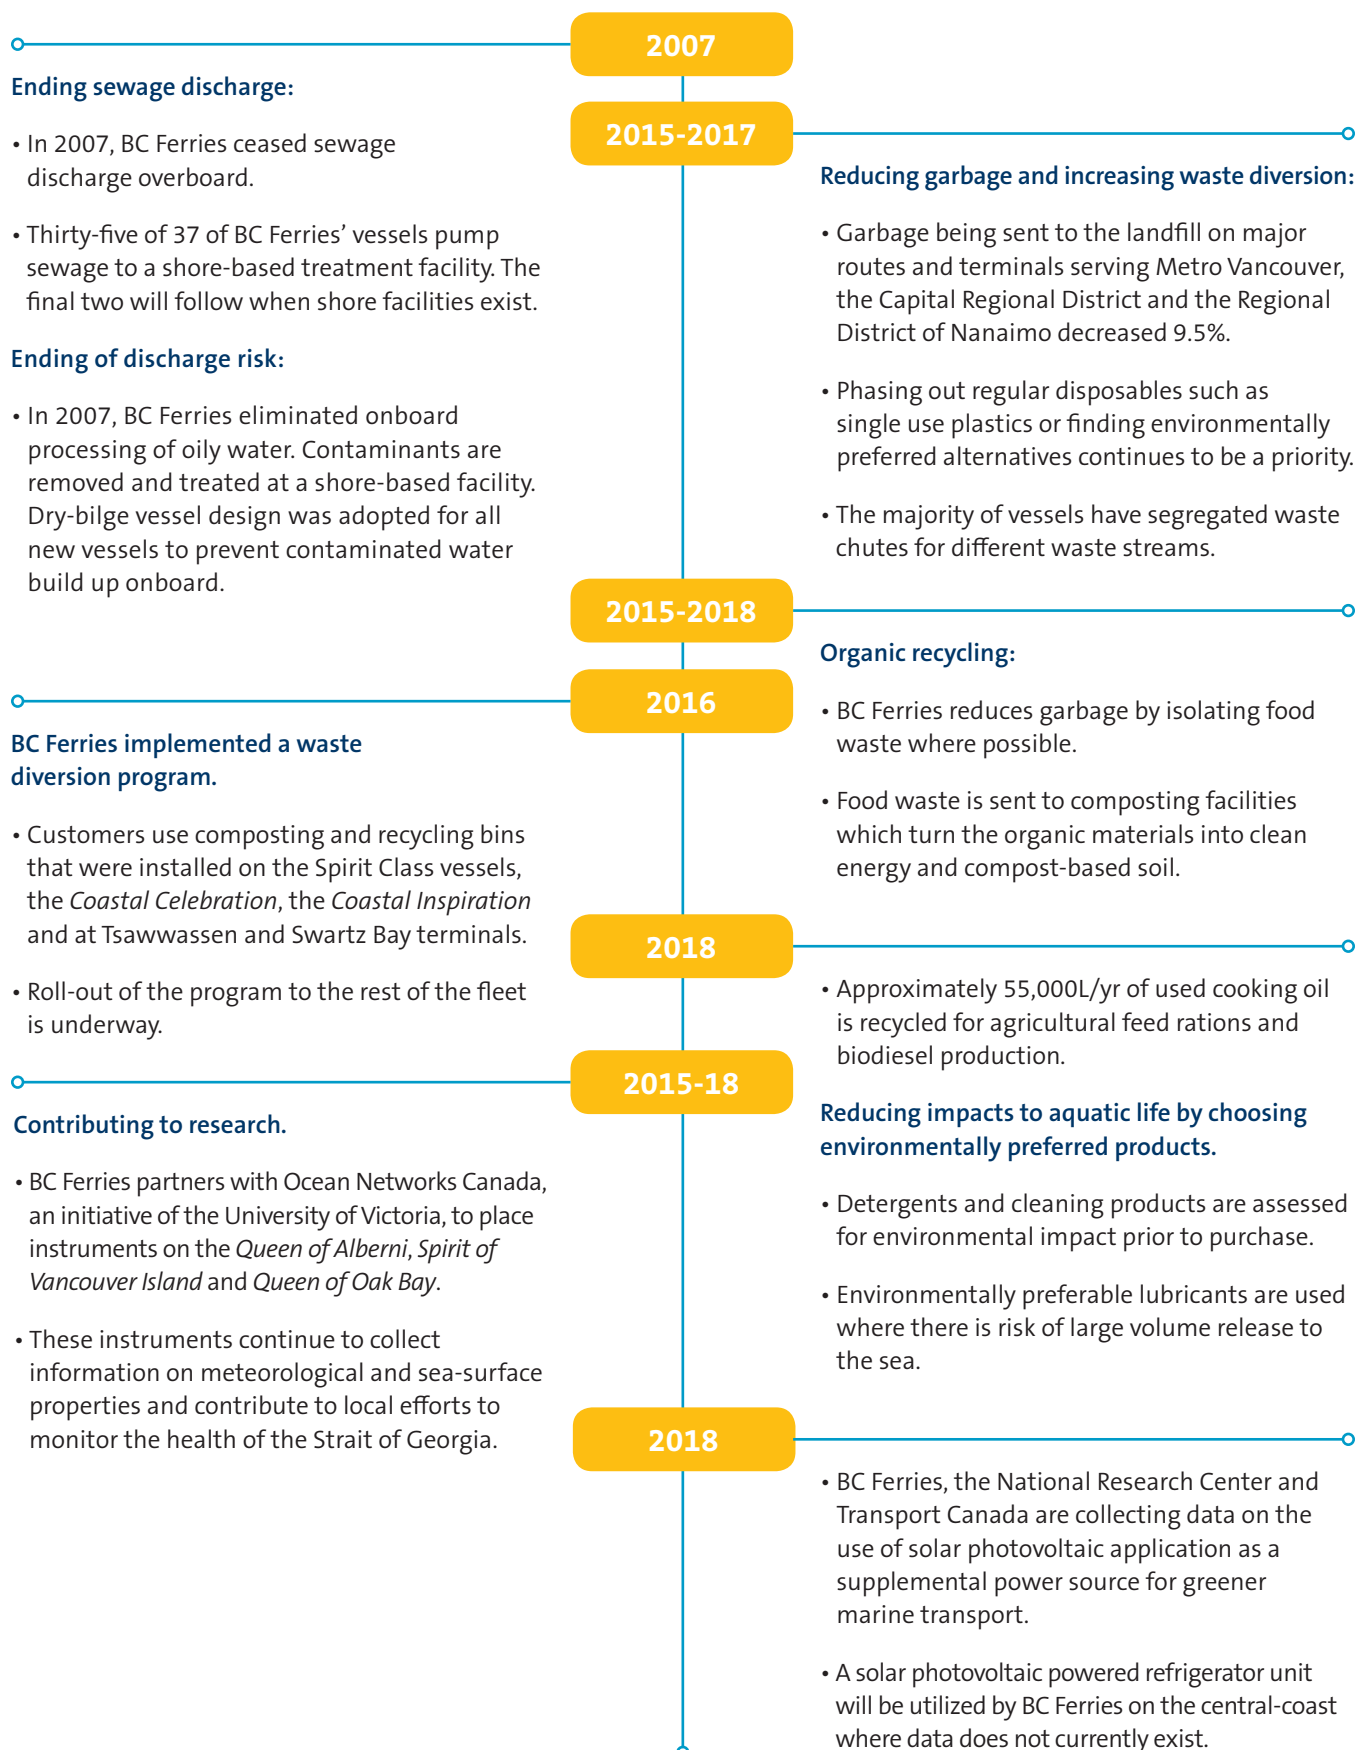 2007
Ending sewage discharge:
• In 2007, BC Ferries ceased sewage
discharge overboard.
• Thirty-five of 37 of BC Ferries’ vessels pump
sewage to a shore-based treatment facility. The
final two will follow when shore facilities exist.
Ending of discharge risk:
• In 2007, BC Ferries eliminated onboard
processing of oily water. Contaminants are
removed and treated at a shore-based facility.
Dry-bilge vessel design was adopted for all
new vessels to prevent contaminated water
build up onboard.
2015-2017
Reducing garbage and increasing waste diversion:
• Garbage being sent to the landfill on major
routes and terminals serving Metro Vancouver,
the Capital Regional District and the Regional
District of Nanaimo decreased 9.5%.
• Phasing out regular disposables such as
single use plastics or finding environmentally
preferred alternatives continues to be a priority.
• The majority of vessels have segregated waste
chutes for different waste streams.
2015-2018
Organic recycling:
• BC Ferries reduces garbage by isolating food
waste where possible.
• Food waste is sent to composting facilities
which turn the organic materials into clean
energy and compost-based soil.
2016
BC Ferries implemented a waste
diversion program.
• Customers use composting and recycling bins
that were installed on the Spirit Class vessels,
the Coastal Celebration, the Coastal Inspiration
and at Tsawwassen and Swartz Bay terminals.
• Roll-out of the program to the rest of the fleet
is underway.
2018
• Approximately 55,000L/yr of used cooking oil
is recycled for agricultural feed rations and
biodiesel production.
Reducing impacts to aquatic life by choosing
environmentally preferred products.
• Detergents and cleaning products are assessed
for environmental impact prior to purchase.
• Environmentally preferable lubricants are used
where there is risk of large volume release to
the sea.
2015-18
Contributing to research.
• BC Ferries partners with Ocean Networks Canada,
an initiative of the University of Victoria, to place
instruments on the Queen of Alberni, Spirit of
Vancouver Island and Queen of Oak Bay.
• These instruments continue to collect
information on meteorological and sea-surface
properties and contribute to local efforts to
monitor the health of the Strait of Georgia.
2018
• BC Ferries, the National Research Center and
Transport Canada are collecting data on the
use of solar photovoltaic application as a
supplemental power source for greener
marine transport.
• A solar photovoltaic powered refrigerator unit
will be utilized by BC Ferries on the central-coast
where data does not currently exist.